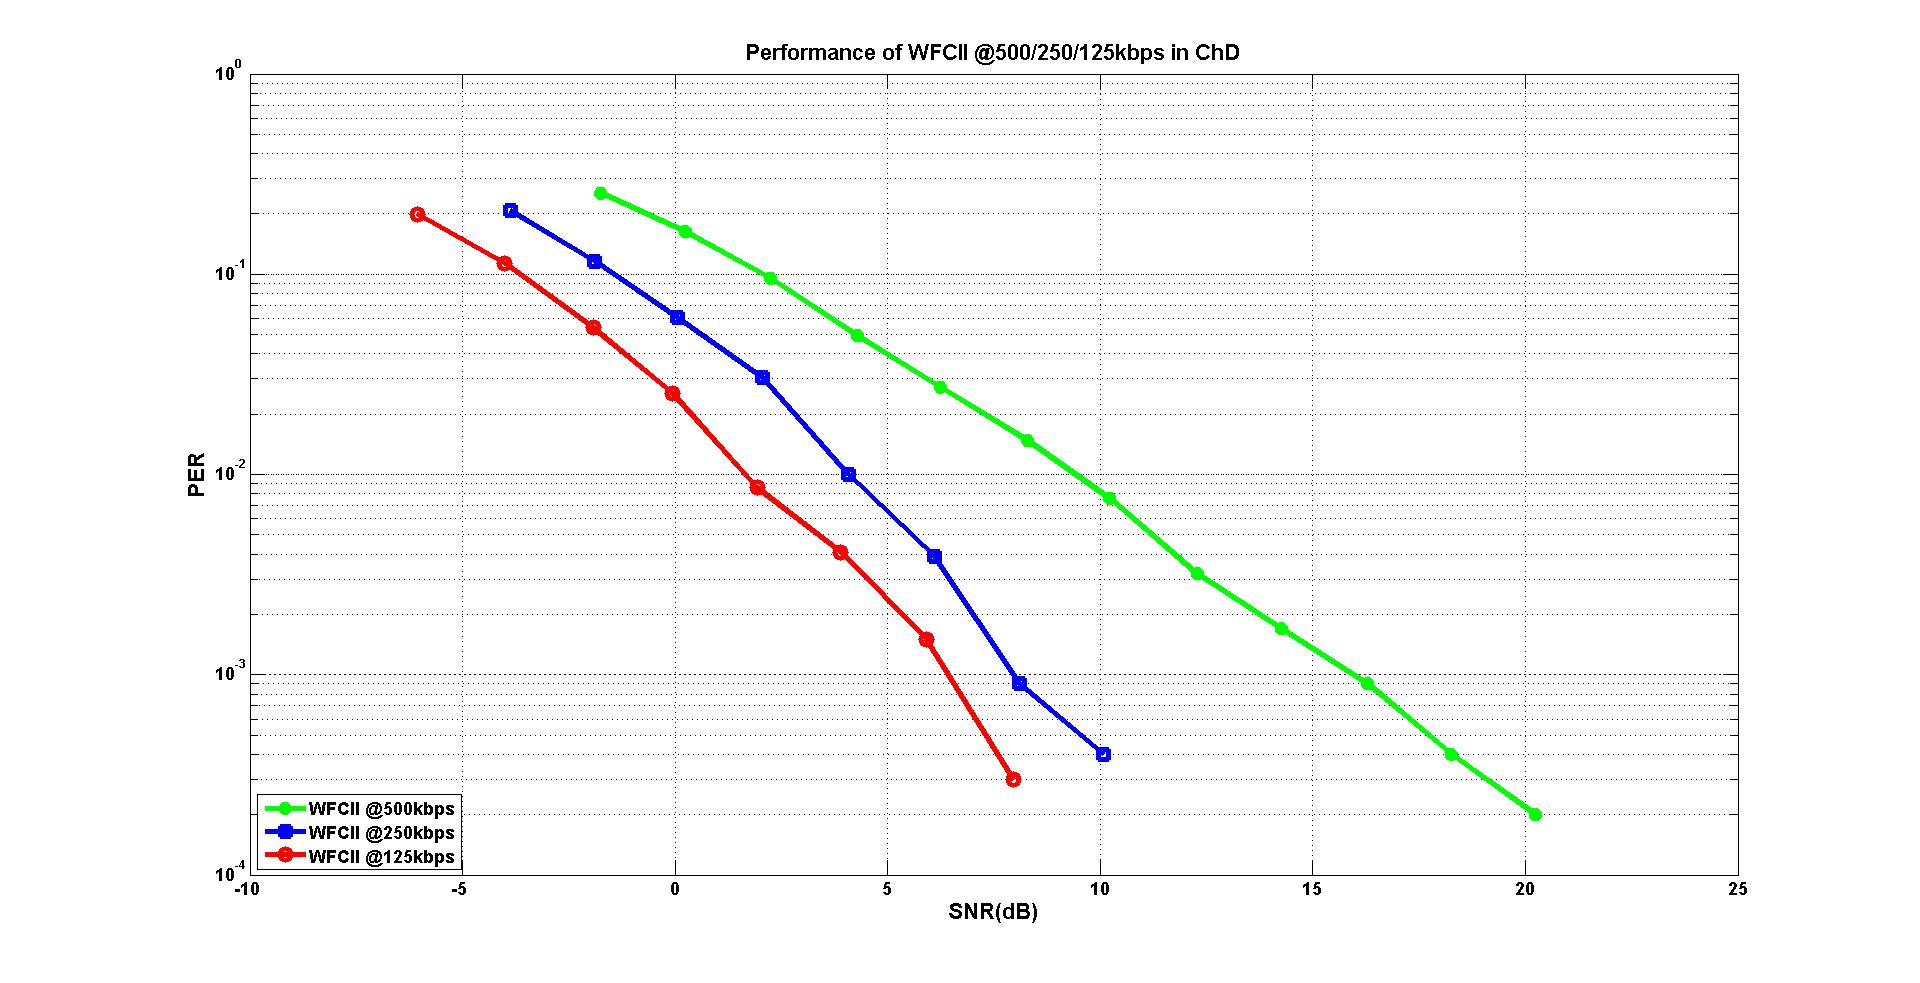 Performance of WFCII @500/250/125kbps in ChD
10^0
10^-1
10^-2
10^-3
10^-4
PER
WFCII @500kbps
WFCII @250kbps
WFCII @125kbps
-10 -5 0 5 10 15 20 25
SNR(dB)